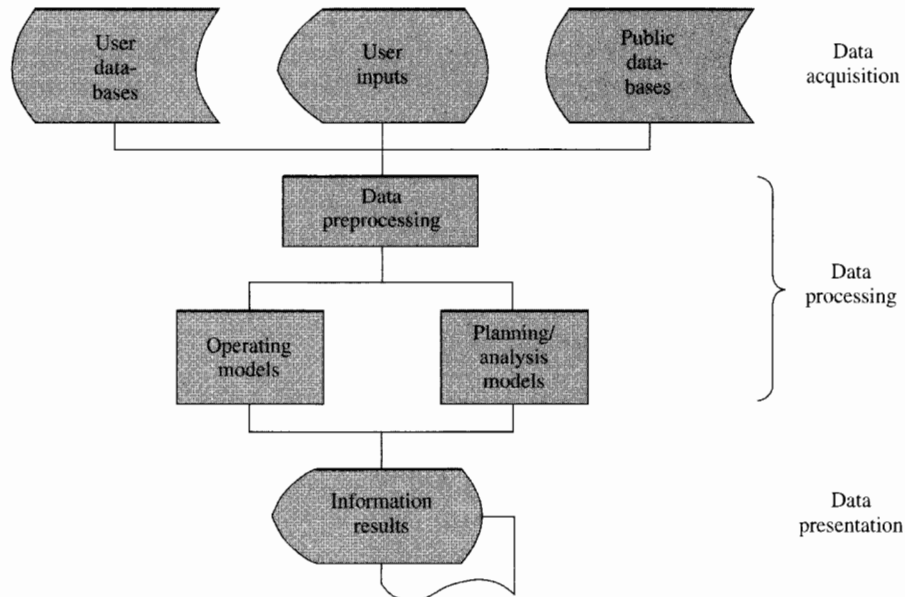 User
data-
bases
User
inputs
Public
data-
bases
Data
acquisition
Data
preprocessing
Data
processing
Operating
models
Planning/
analysis
models
Information
results
Data
presentation